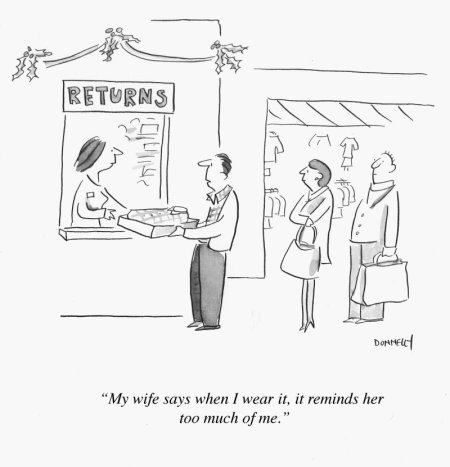 RETURNS
DONNELLY
“My wife says when I wear it, it reminds her
too much of me.”